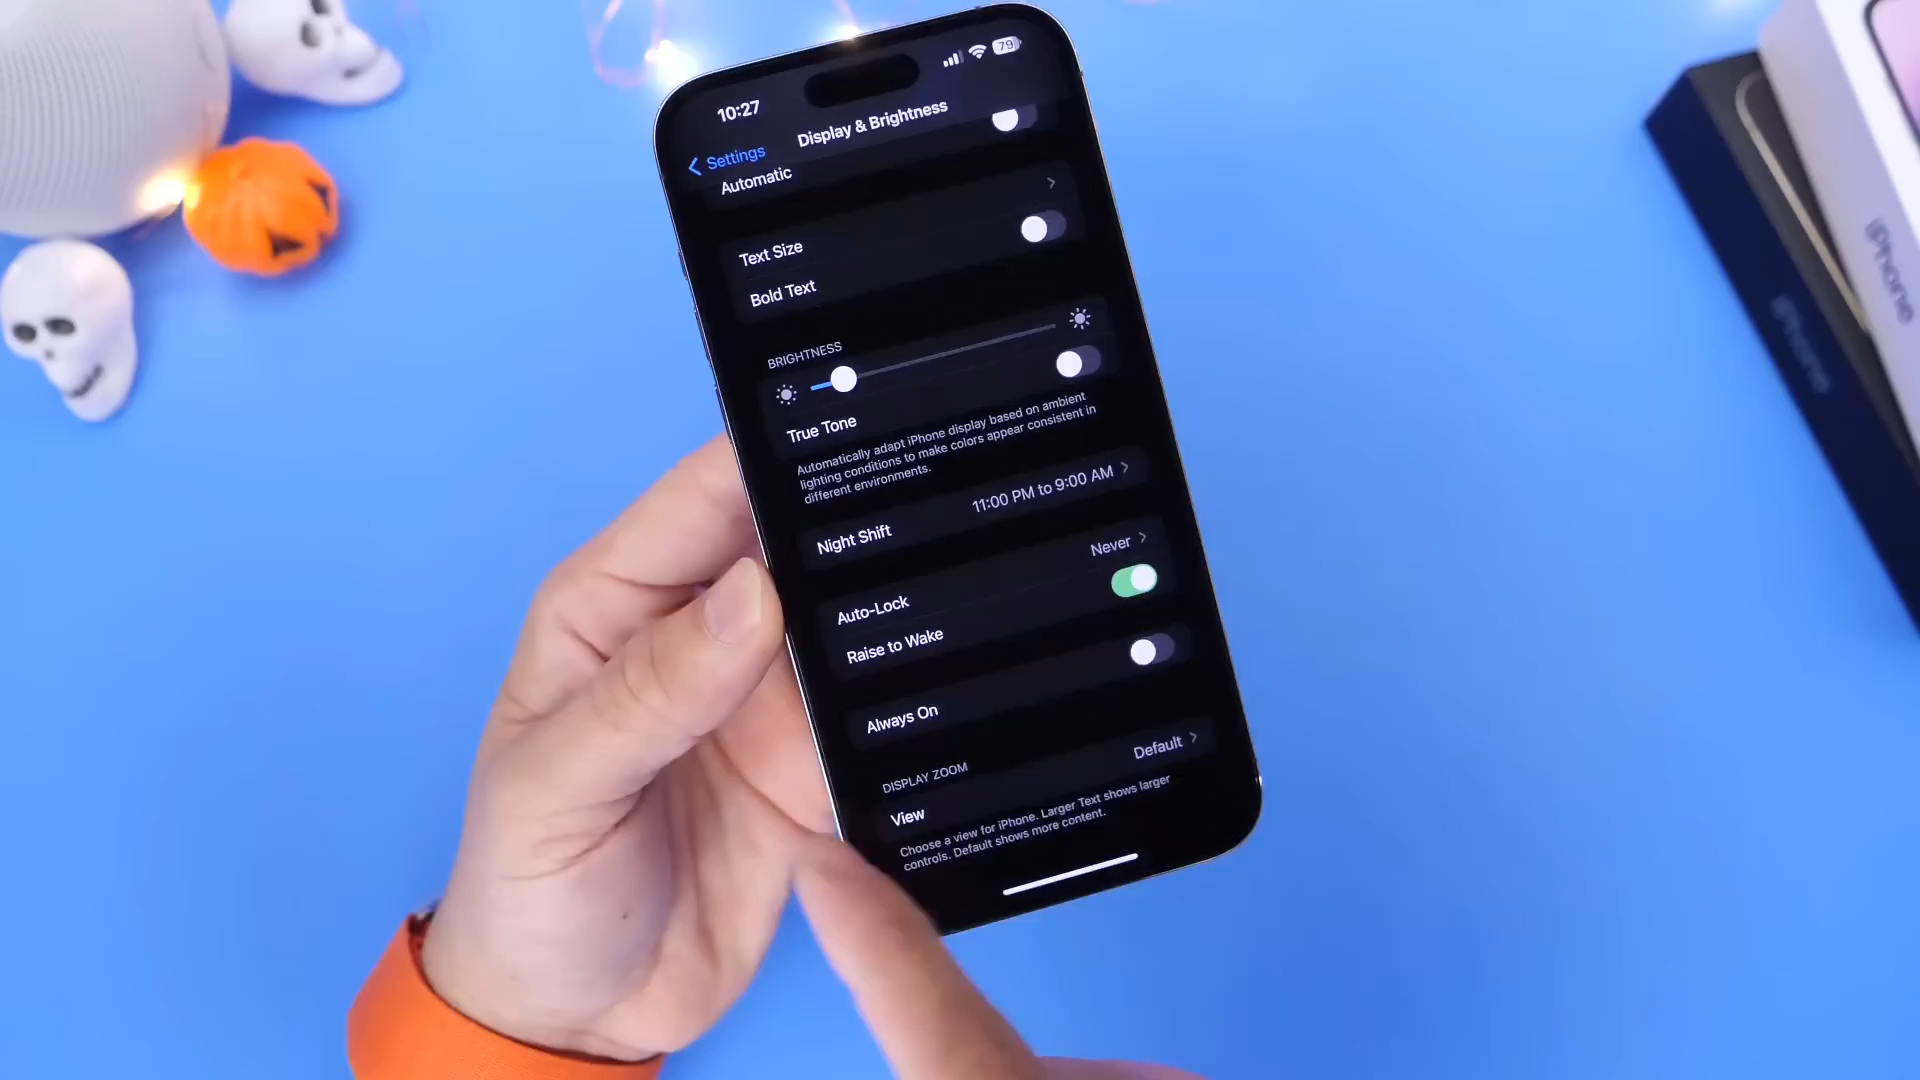 10:27
79
Settings
Display & Brightness
Automatic
Text Size
Bold Text
BRIGHTNESS
True Tone
Automatically adapt iPhone display based on ambient
lighting conditions to make colors appear consistent in
different environments.
Night Shift
11:00 PM to 9:00 AM
Auto-Lock
Never
Raise to Wake
Always On
DISPLAY ZOOM
View
Default
Choose a view for iPhone. Larger Text shows larger
controls. Default shows more content.
iPhone
iPhone